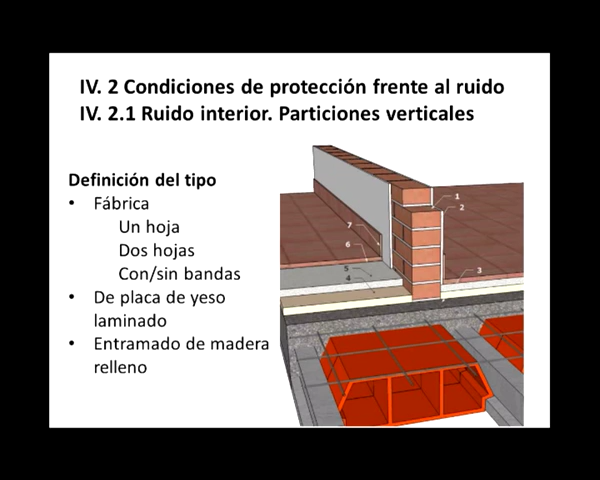 IV. 2 Condiciones de protección frente al ruido
IV. 2.1 Ruido interior. Particiones verticales
Definición del tipo
• Fábrica
Un hoja
Dos hojas
Con/sin bandas
• De placa de yeso
laminado
• Entramado de madera
relleno
1
2
7
6
5
3
4